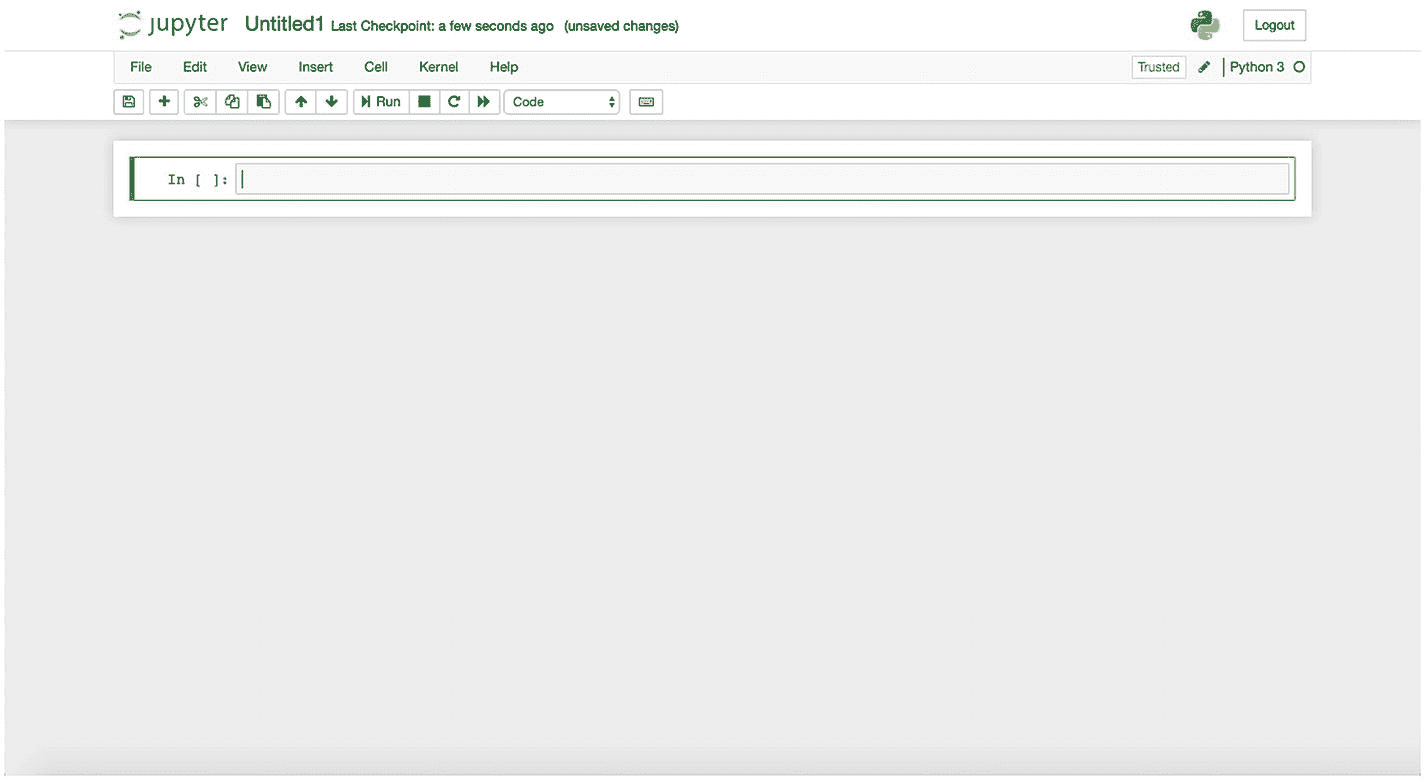 jupyter Untitled1 Last Checkpoint: a few seconds ago (unsaved changes) Logout
File Edit View Insert Cell Kernel Help Trusted Python 3
Run Code
In [ ]: